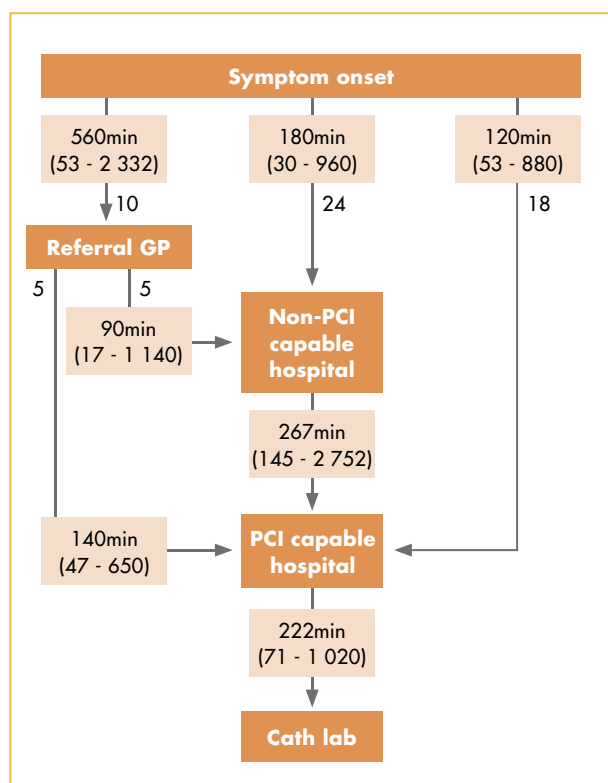 Symptom onset
560min
(53 - 2 332)
180min
(30 - 960)
120min
(53 - 880)
10
24
18
Referral GP
5
5
90min
(17 - 1 140)
Non-PCI
capable
hospital
267min
(145 - 2 752)
140min
(47 - 650)
PCI capable
hospital
222min
(71 - 1 020)
Cath lab